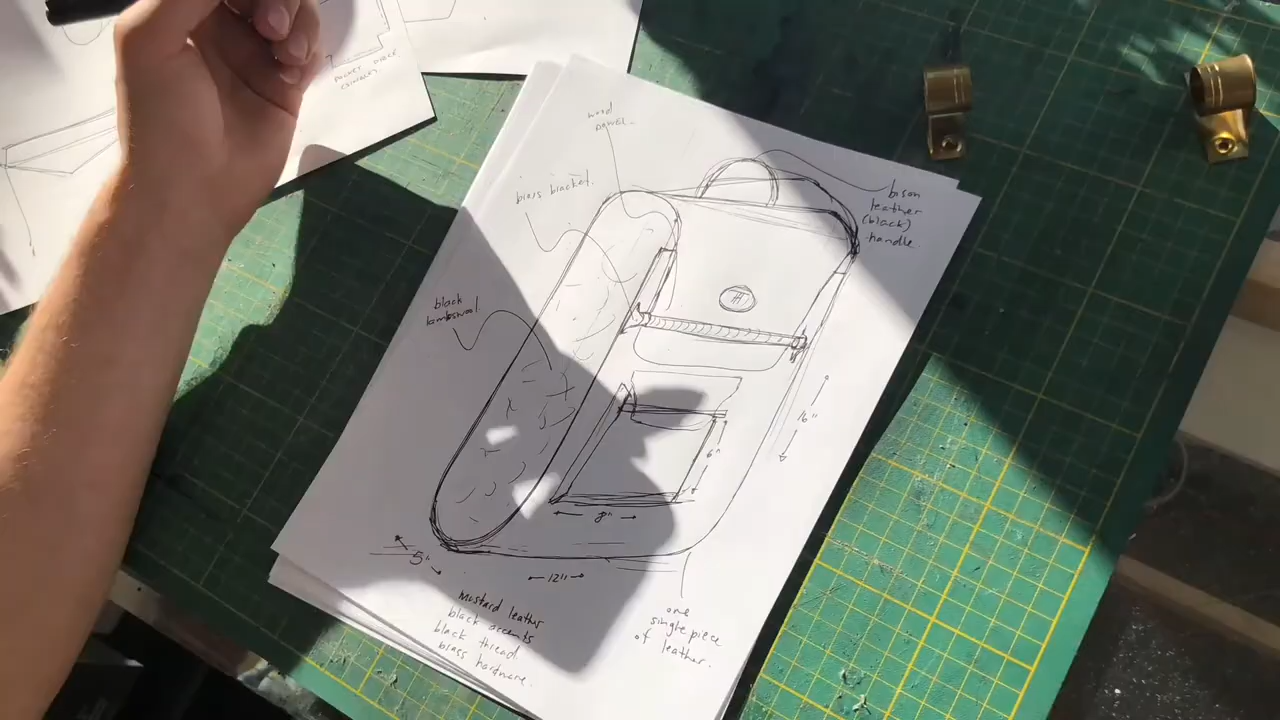 wood
brass bracket.
black
lambswool.
bison
leather
(black)
handle.
16"
6"
8"
5"
12"
mustard leather
black accents
black thread
brass hardware.
one
single piece
of leather.